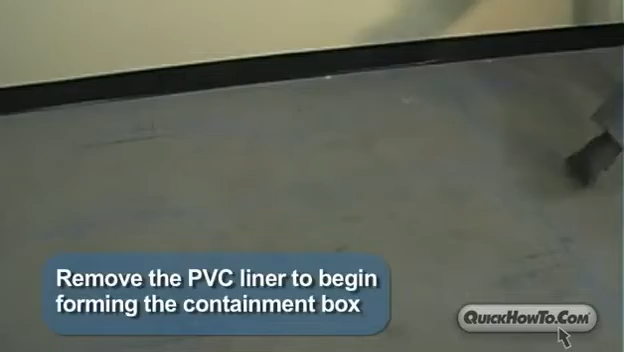 Remove the PVC liner to begin
forming the containment box
QUICKHOWTO.COM